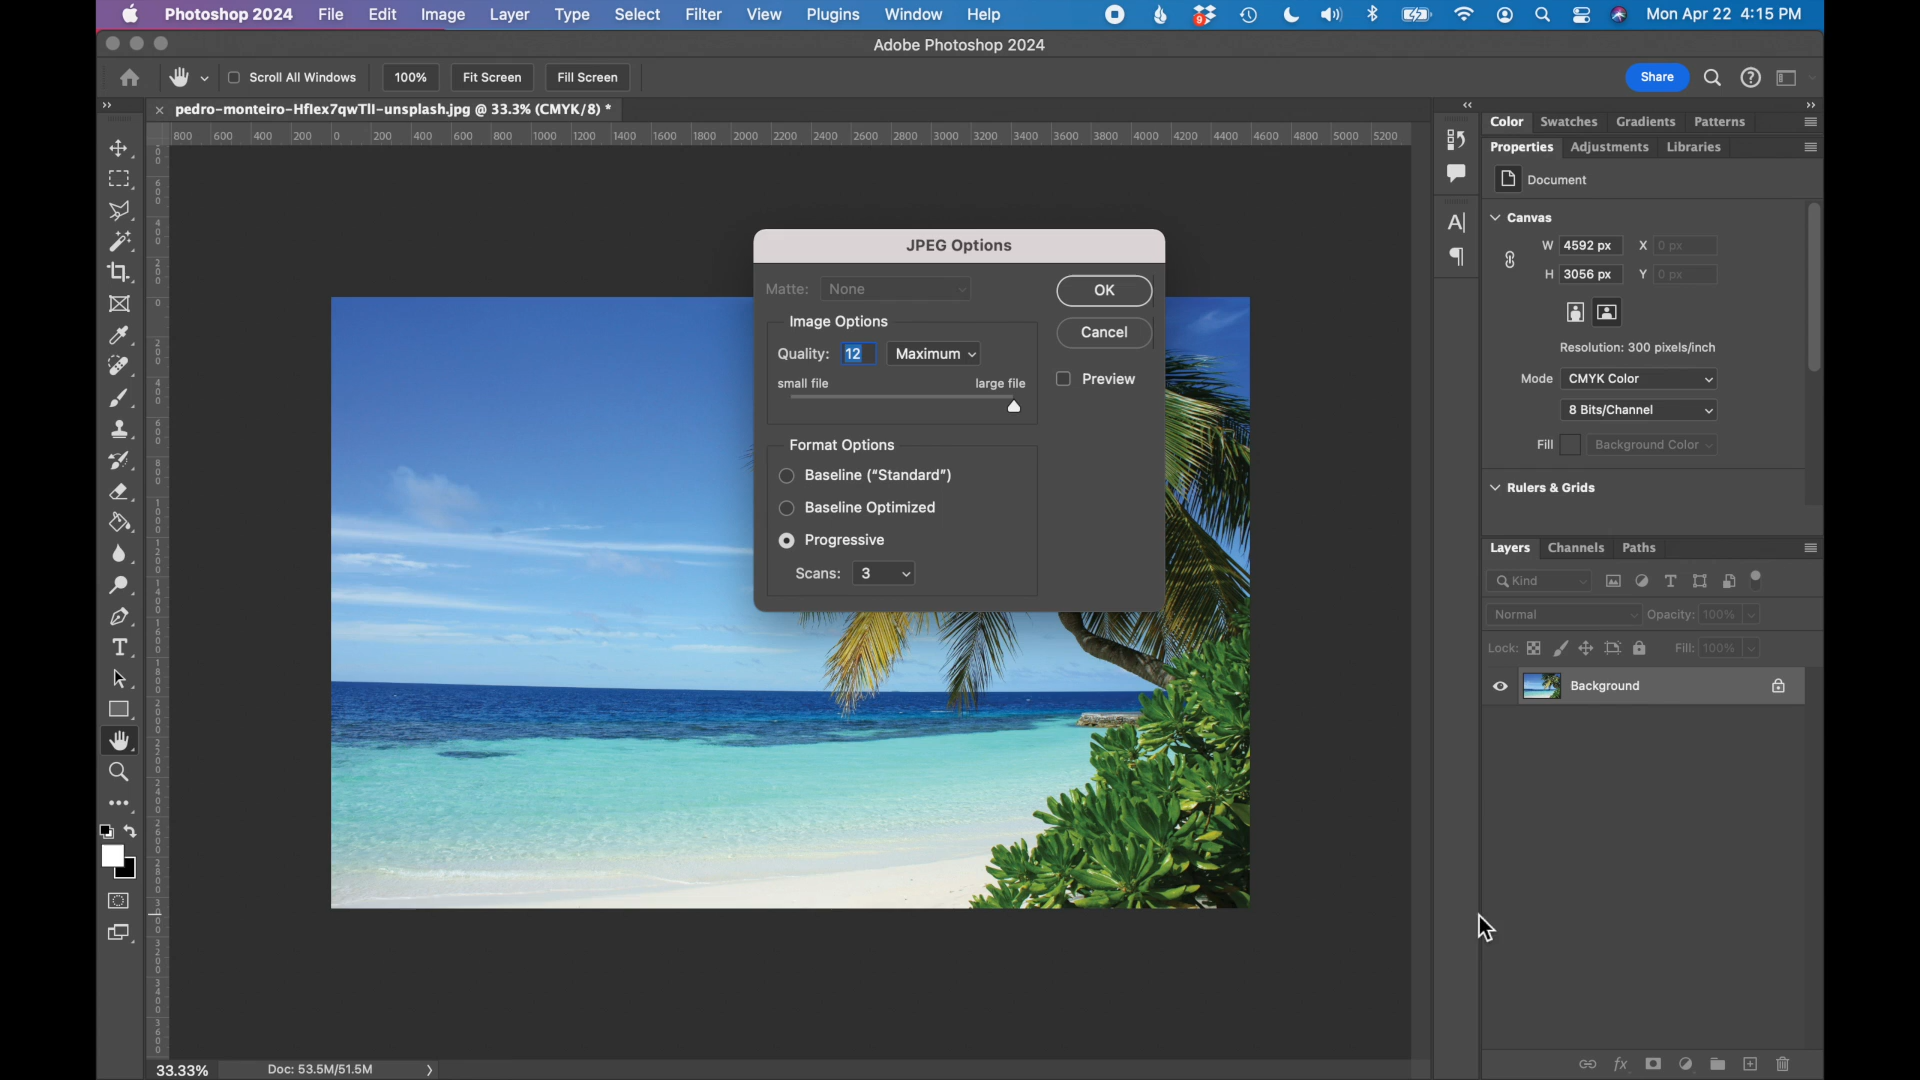 Photoshop 2024 File Edit Image Layer Type Select Filter View Plugins Window Help 9 Mon Apr 22 4:15 PM
Adobe Photoshop 2024
Scroll All Windows 100% Fit Screen Fill Screen Share
× pedro-monteiro-Hflex7qwTlI-unsplash.jpg @ 33.3% (CMYK/8) *
800 600 400 200 0 200 400 600 800 1000 1200 1400 1600 1800 2000 2200 2400 2600 2800 3000 3200 3400 3600 3800 4000 4200 4400 4600 4800 5000 5200
Color Swatches Gradients Patterns
Properties Adjustments Libraries
Document
Canvas
W 4592 px X 0 px
H 3056 px Y 0 px
Resolution: 300 pixels/inch
Mode CMYK Color
8 Bits/Channel
Fill Background Color
Rulers & Grids
JPEG Options
Matte: None
OK
Image Options
Cancel
Quality: 12 Maximum
small file large file
Preview
Format Options
Baseline (“Standard”)
Baseline Optimized
Progressive
Scans: 3
Layers Channels Paths
Kind
Normal Opacity: 100%
Lock: Fill: 100%
Background
33.33% Doc: 53.5M/51.5M